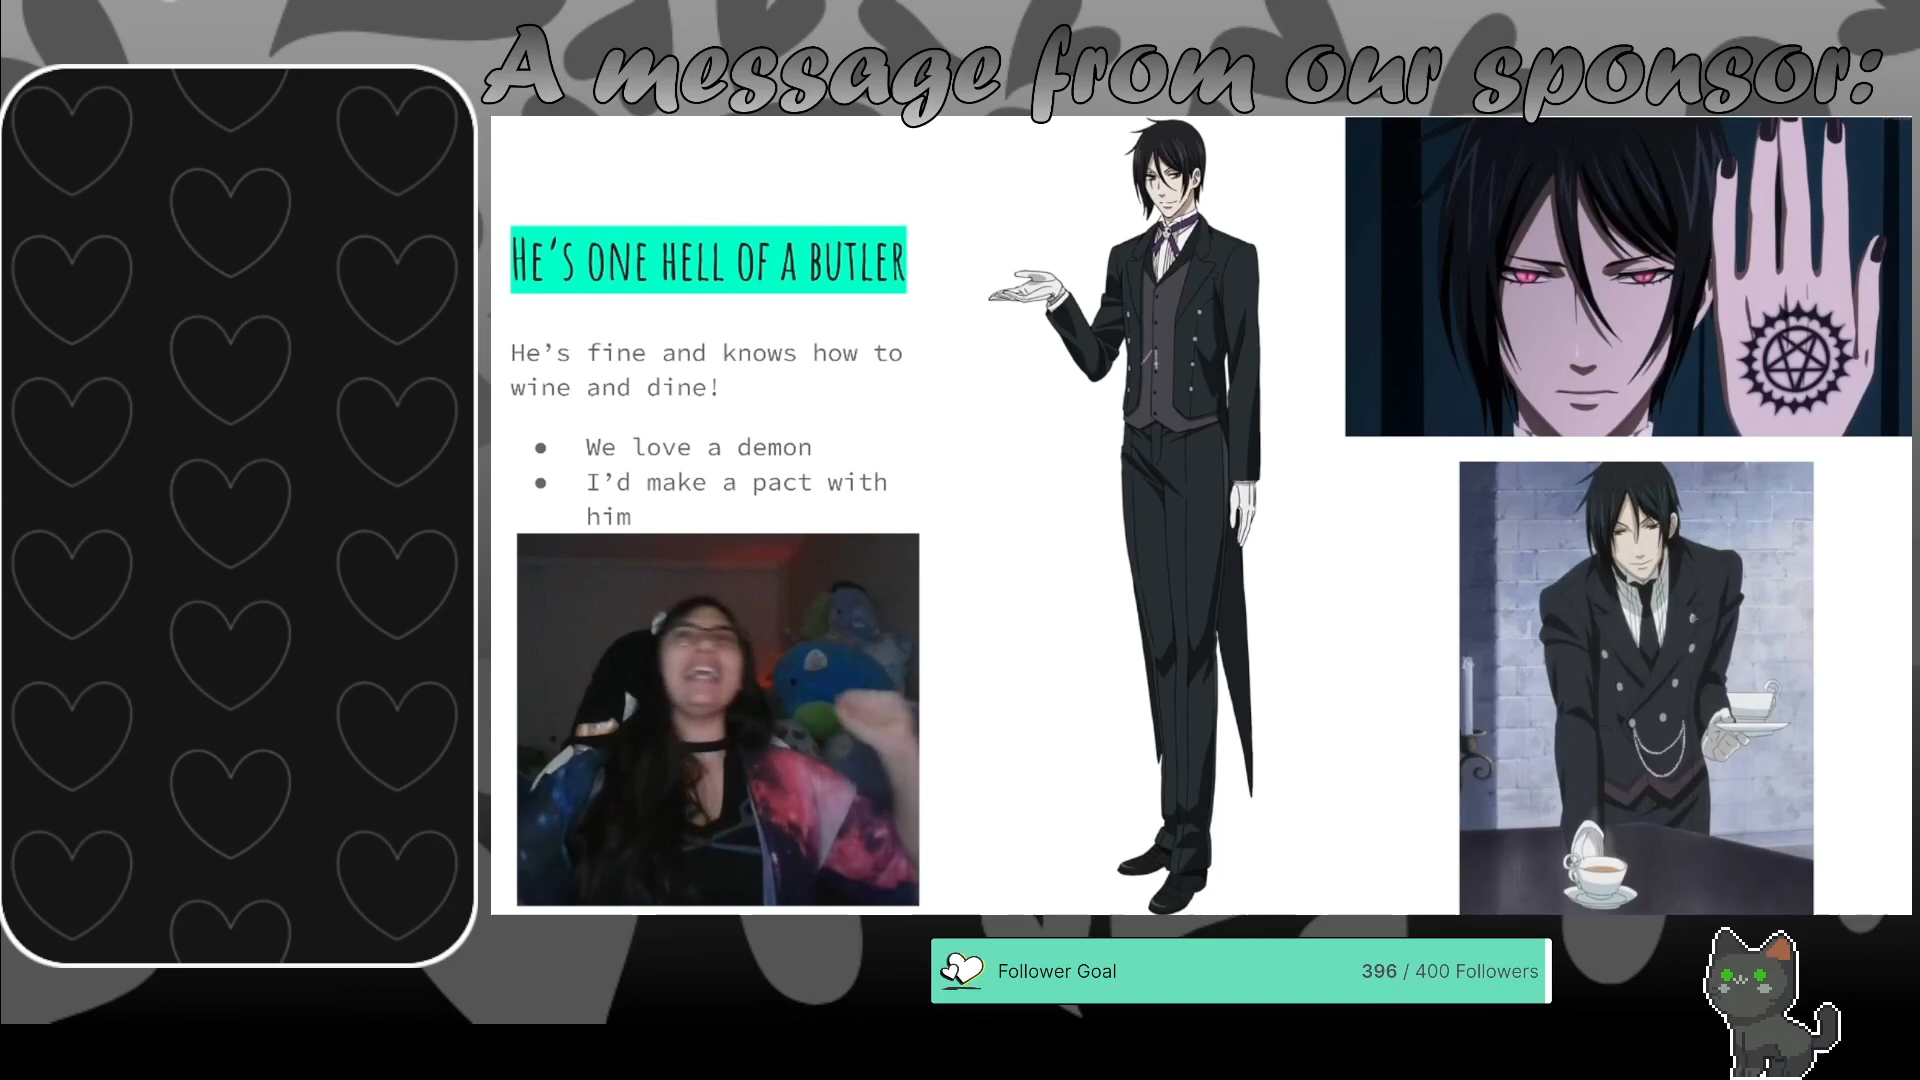 A message from our sponsor:
He's one hell of a butler
He's fine and knows how to
wine and dine!
● We love a demon
● I'd make a pact with
him
Follower Goal
396 / 400 Followers